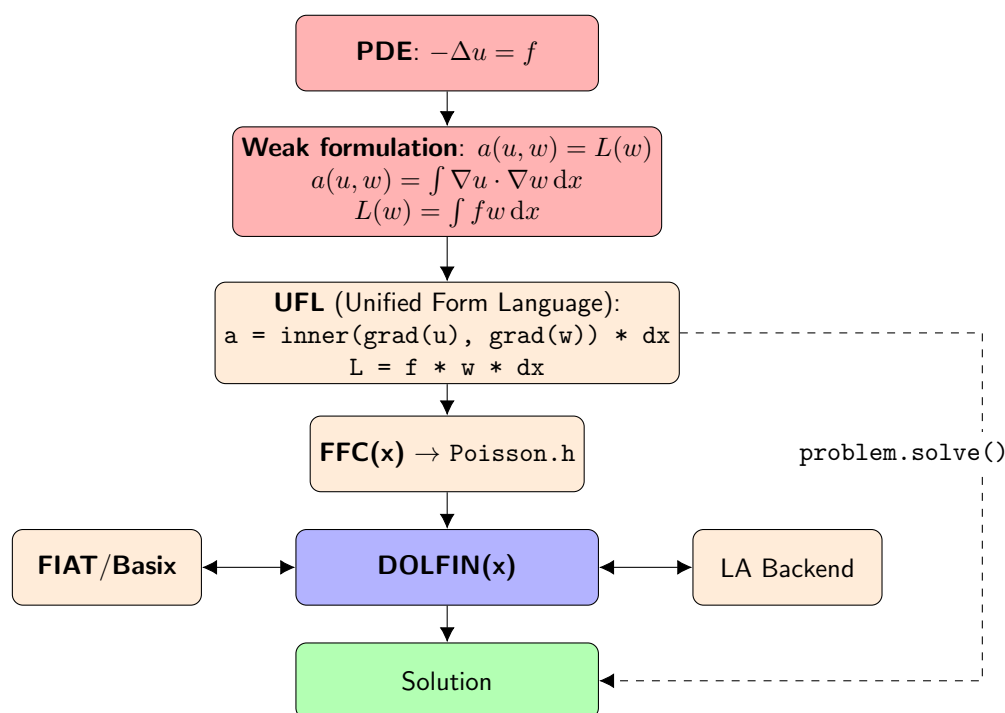 PDE: −Δu = f
Weak formulation: a(u, w) = L(w)
a(u, w) = ∫ ∇u · ∇w dx
L(w) = ∫ fw dx
UFL (Unified Form Language):
a = inner(grad(u), grad(w)) * dx
L = f * w * dx
FFC(x) → Poisson.h
problem.solve()
FIAT/Basix
DOLFIN(x)
LA Backend
Solution